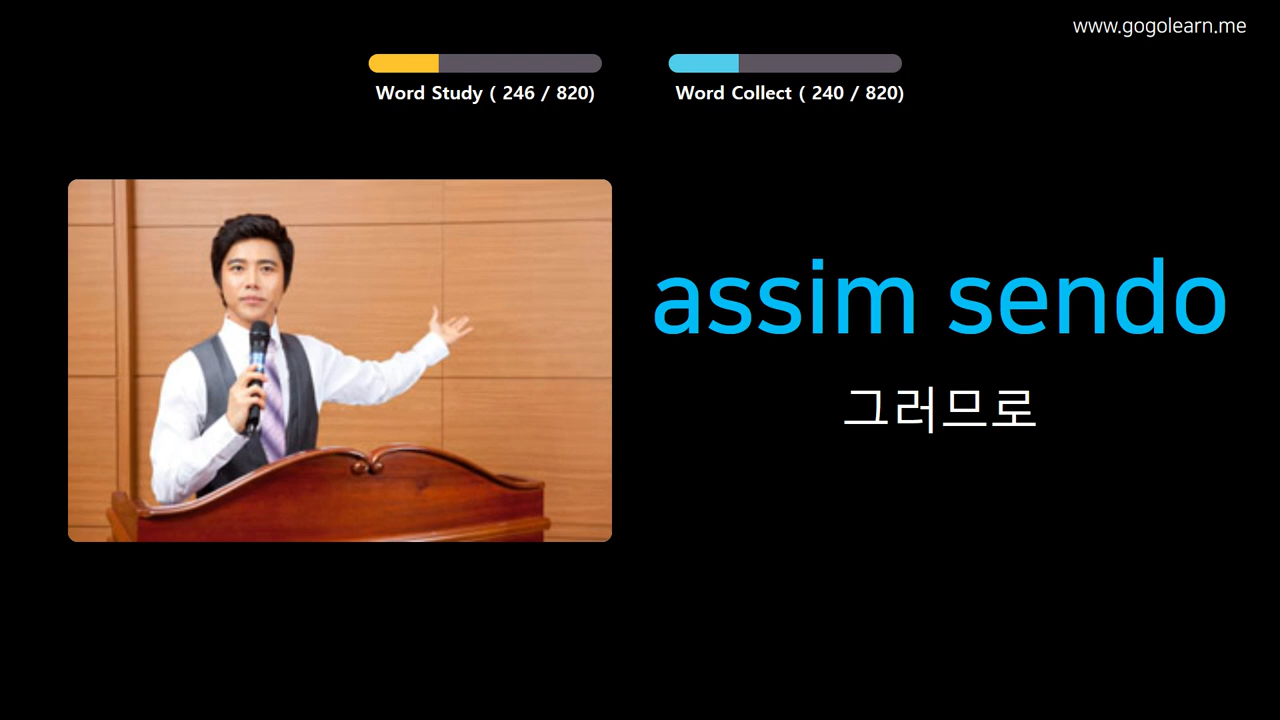 www.gogolearn.me
Word Study ( 246 / 820)
Word Collect ( 240 / 820)
assim sendo
그러므로